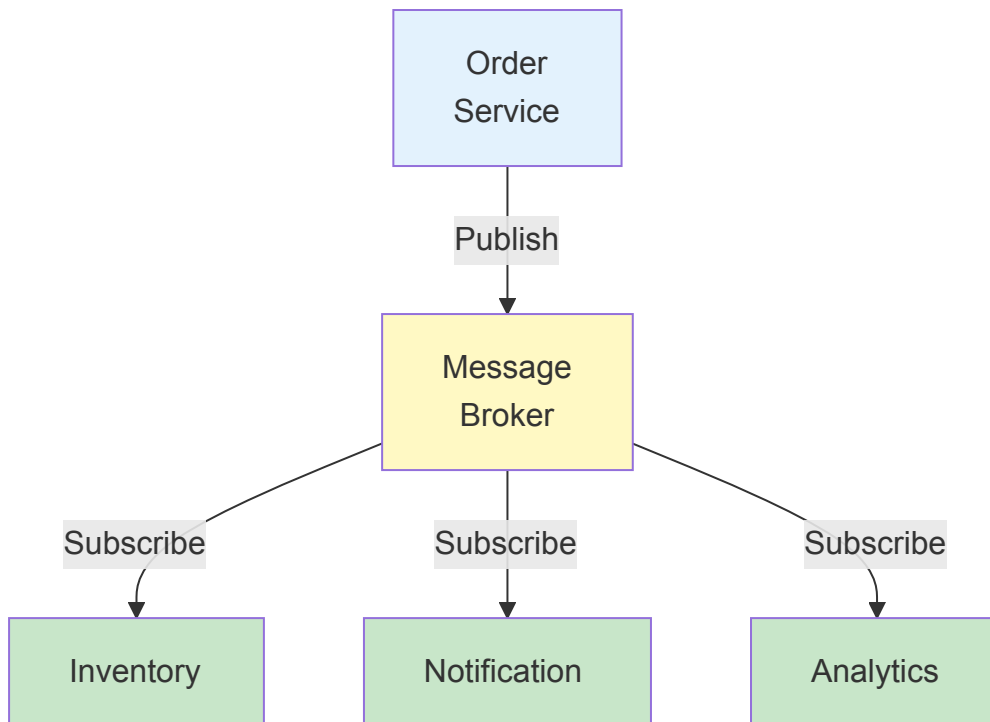 Order
Service
Publish
Message
Broker
Subscribe
Subscribe
Subscribe
Inventory
Notification
Analytics